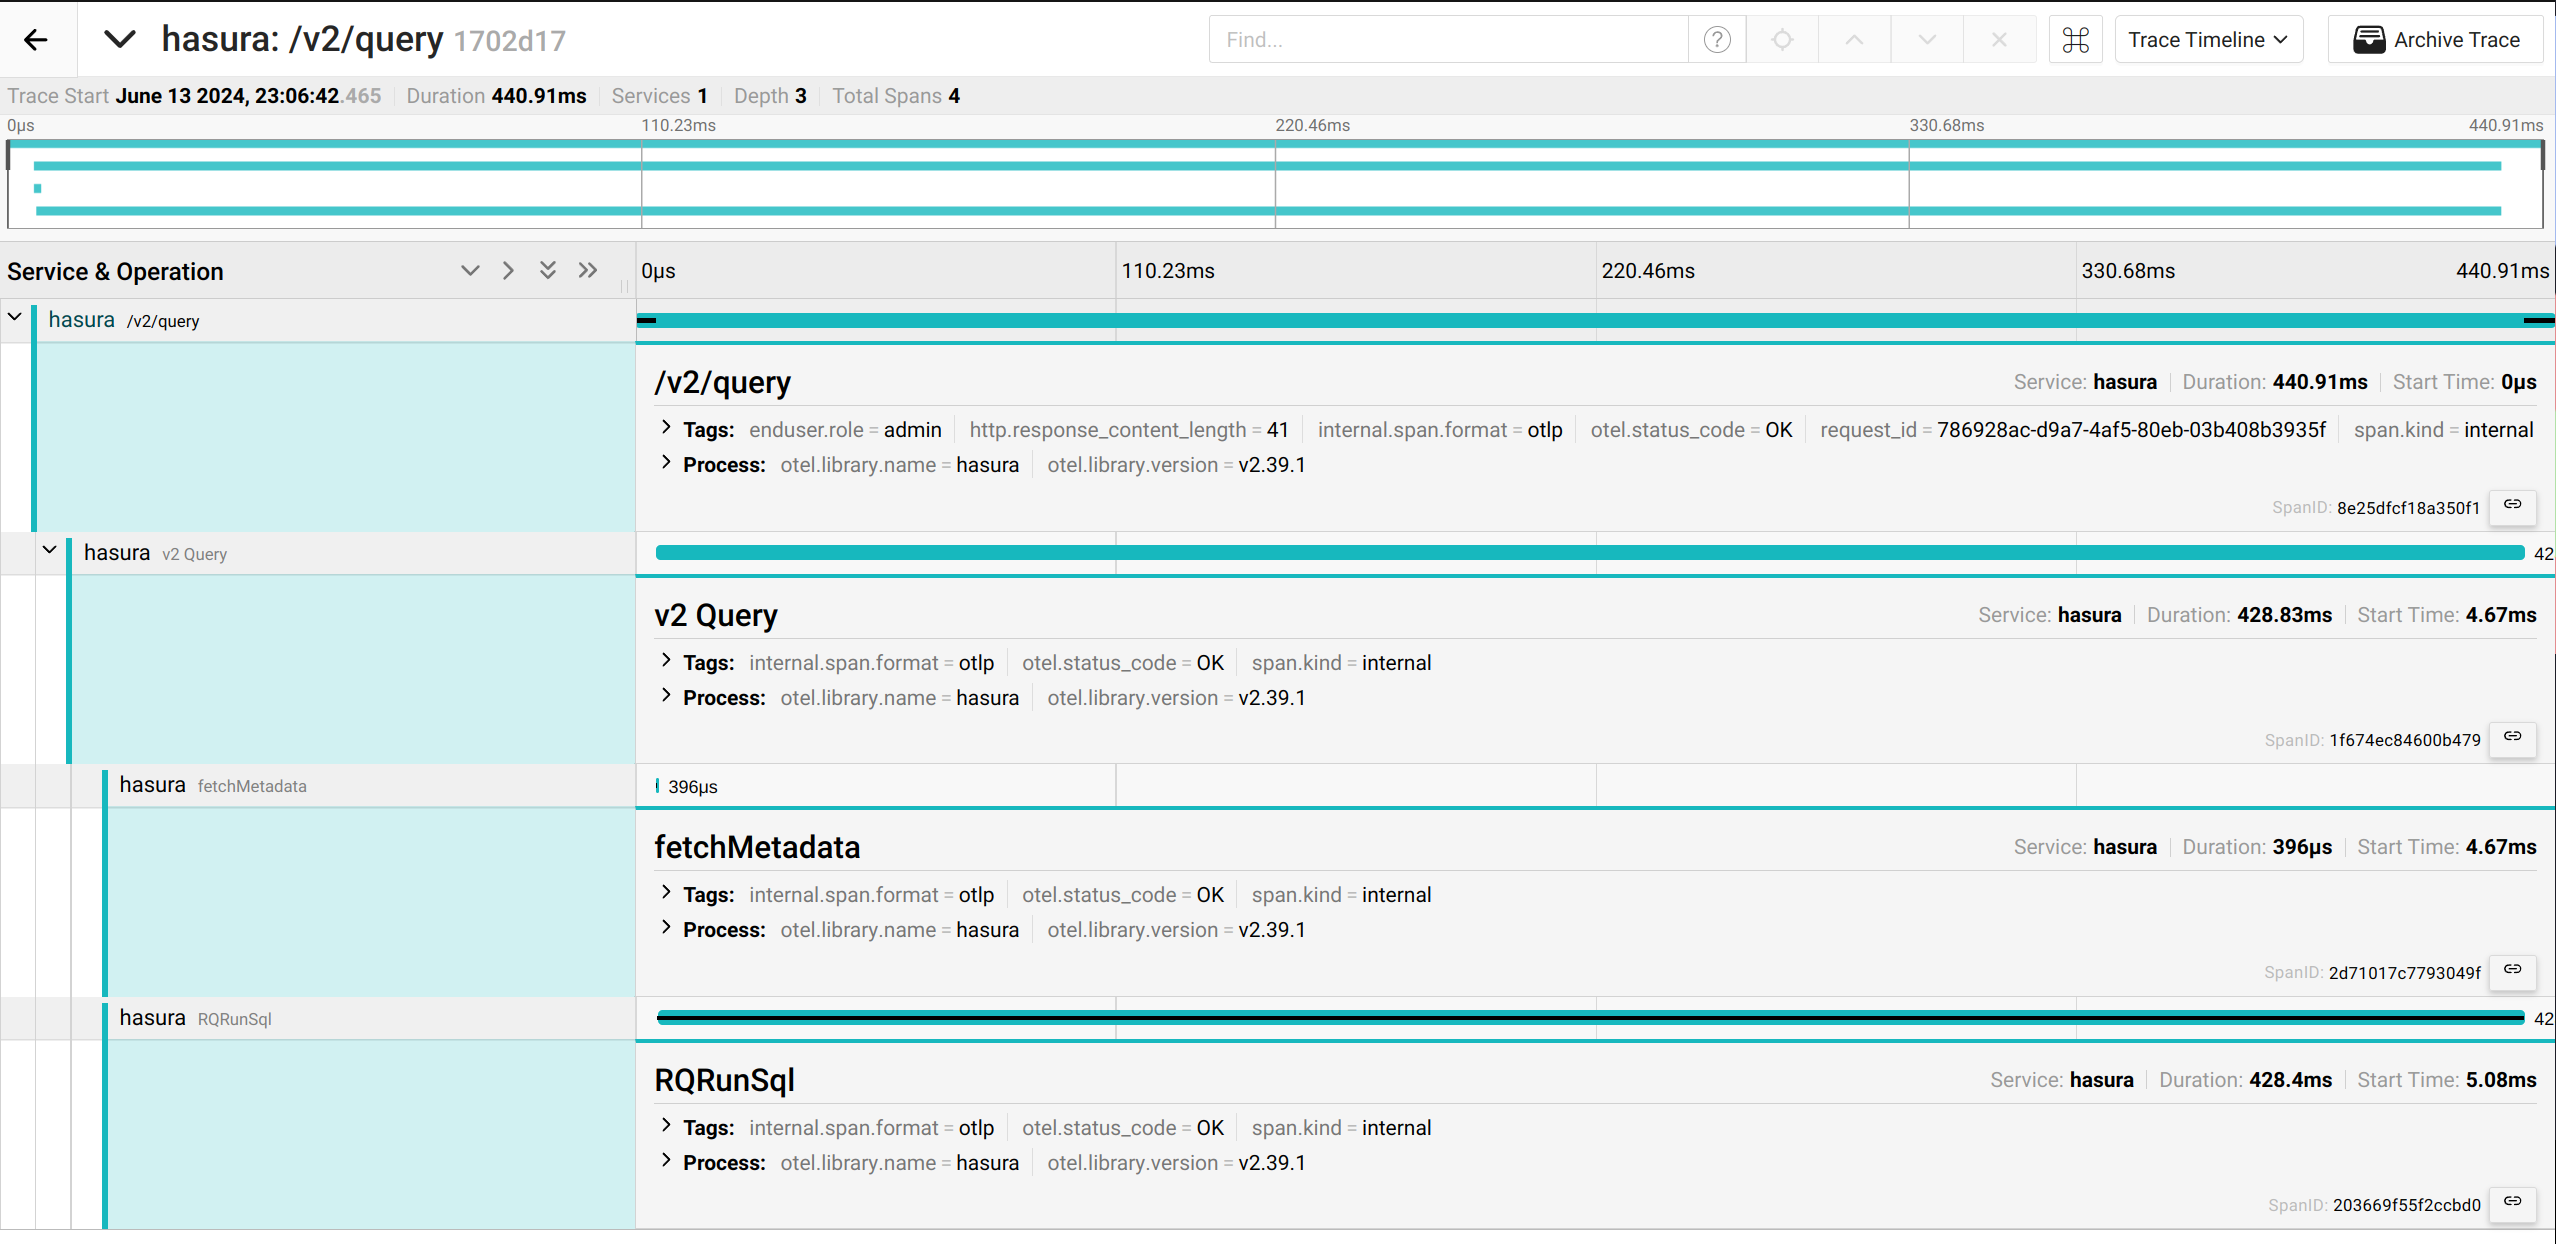 hasura: /v2/query 1702d17 Find... Trace Timeline Archive Trace
Trace Start June 13 2024, 23:06:42.465 Duration 440.91ms Services 1 Depth 3 Total Spans 4
0μs 110.23ms 220.46ms 330.68ms 440.91ms
Service & Operation 0μs 110.23ms 220.46ms 330.68ms 440.91ms
hasura /v2/query
/v2/query Service: hasura Duration: 440.91ms Start Time: 0μs
Tags: enduser.role = admin http.response_content_length = 41 internal.span.format = otlp otel.status_code = OK request_id = 786928ac-d9a7-4af5-80eb-03b408b3935f span.kind = internal
Process: otel.library.name = hasura otel.library.version = v2.39.1
SpanID: 8e25dfcf18a350f1
hasura v2 Query 42
v2 Query Service: hasura Duration: 428.83ms Start Time: 4.67ms
Tags: internal.span.format = otlp otel.status_code = OK span.kind = internal
Process: otel.library.name = hasura otel.library.version = v2.39.1
SpanID: 1f674ec84600b479
hasura fetchMetadata 396μs
fetchMetadata Service: hasura Duration: 396μs Start Time: 4.67ms
Tags: internal.span.format = otlp otel.status_code = OK span.kind = internal
Process: otel.library.name = hasura otel.library.version = v2.39.1
SpanID: 2d71017c7793049f
hasura RQRunSql 42
RQRunSql Service: hasura Duration: 428.4ms Start Time: 5.08ms
Tags: internal.span.format = otlp otel.status_code = OK span.kind = internal
Process: otel.library.name = hasura otel.library.version = v2.39.1
SpanID: 203669f55f2ccbd0